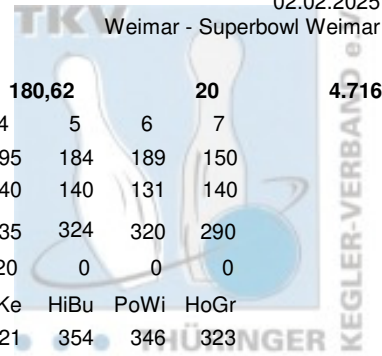 02.02.2025
TKV
Weimar - Superbowl Weimar
180,62 20 4.716
4 5 6 7
95 184 189 150
40 140 131 140
35 324 320 290
20 0 0 0
Ke HiBu PoWi HoGr
21 354 346 323
THÜRINGER
KEGLER-VERBAND e V